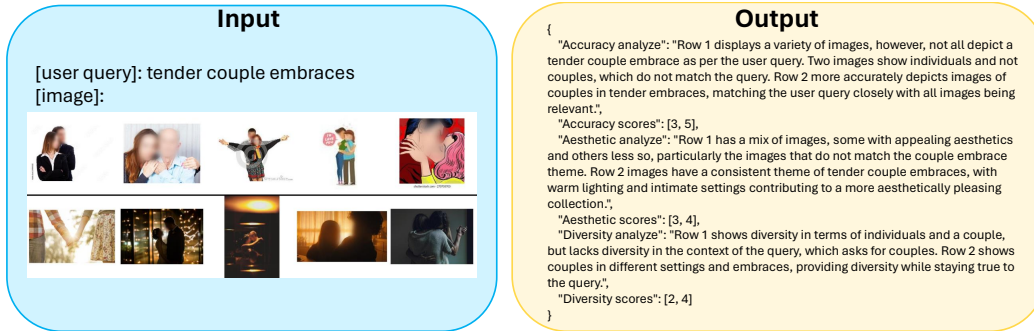 Input
[user query]: tender couple embraces
[image]:
Output
{
"Accuracy analyze": "Row 1 displays a variety of images, however, not all depict a
tender couple embrace as per the user query. Two images show individuals and not
couples, which do not match the query. Row 2 more accurately depicts images of
couples in tender embraces, matching the user query closely with all images being
relevant.",
"Accuracy scores": [3, 5],
"Aesthetic analyze": "Row 1 has a mix of images, some with appealing aesthetics
and others less so, particularly the images that do not match the couple embrace
theme. Row 2 images have a consistent theme of tender couple embraces, with
warm lighting and intimate settings contributing to a more aesthetically pleasing
collection.",
"Aesthetic scores": [3, 4],
"Diversity analyze": "Row 1 shows diversity in terms of individuals and a couple,
but lacks diversity in the context of the query, which asks for couples. Row 2 shows
couples in different settings and embraces, providing diversity while staying true to
the query.",
"Diversity scores": [2, 4]
}